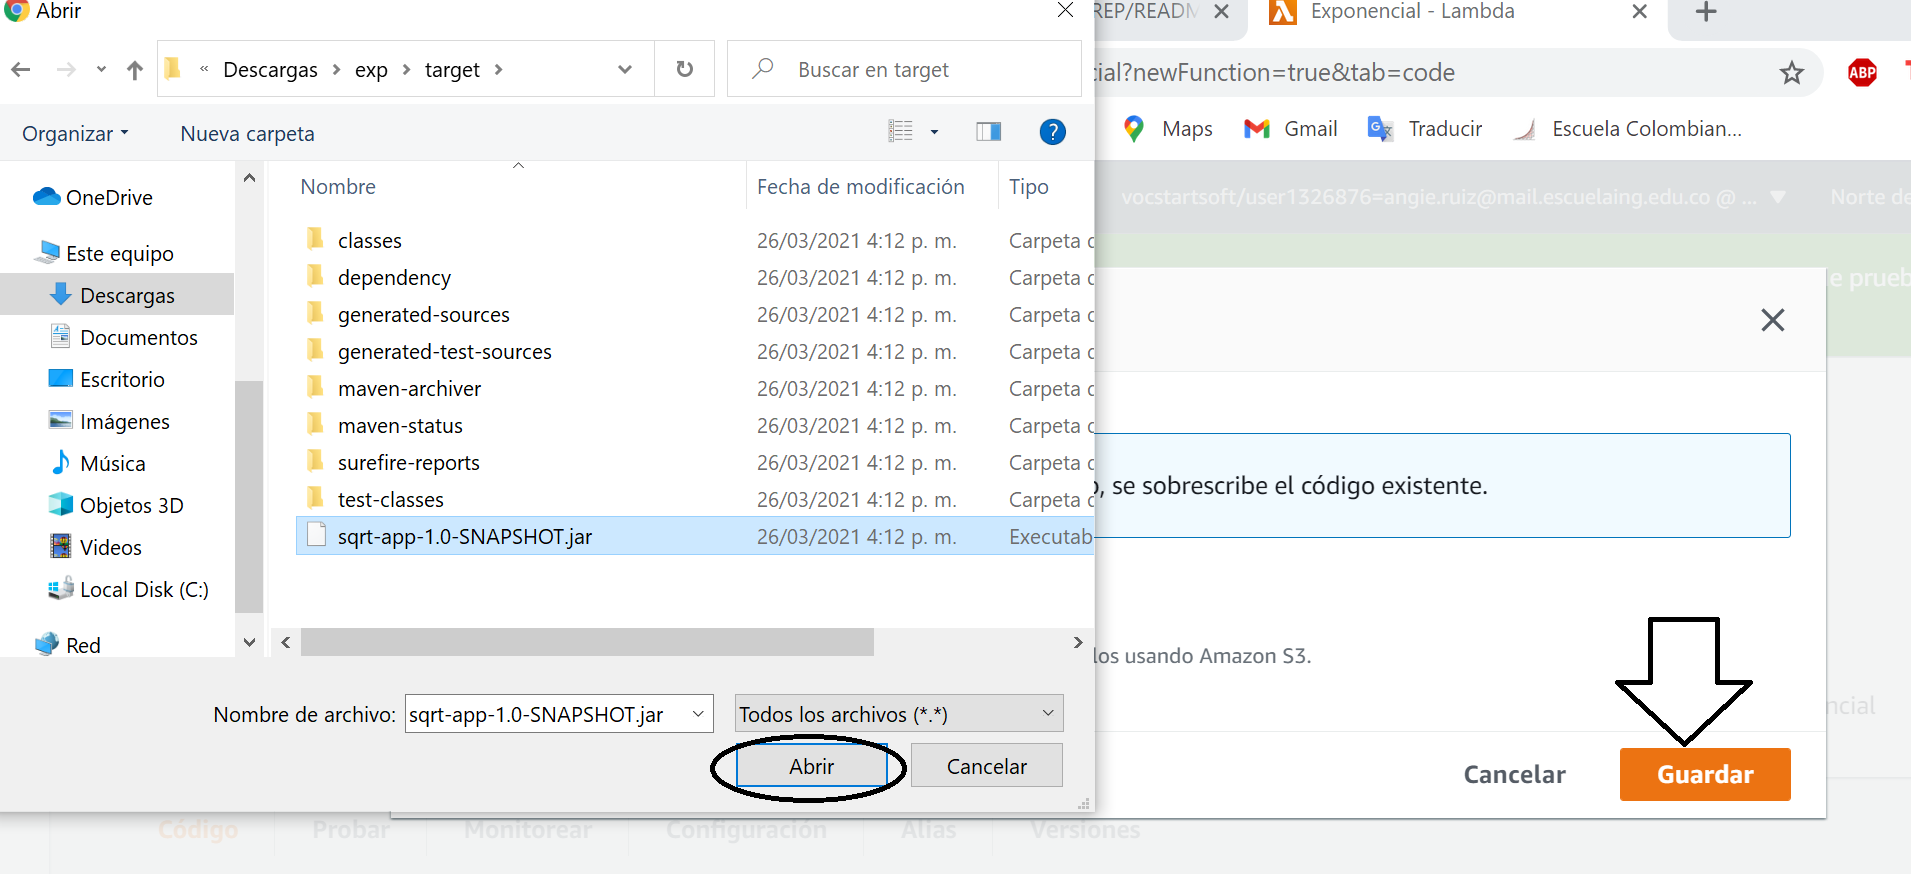 Abrir
Descargas exp target
Buscar en target
Organizar
Nueva carpeta
?
Nombre
Fecha de modificación
Tipo
OneDrive
Este equipo
Descargas
Documentos
Escritorio
Imágenes
Música
Objetos 3D
Videos
Local Disk (C:)
Red
classes 26/03/2021 4:12 p. m. Carpeta
dependency 26/03/2021 4:12 p. m. Carpeta
generated-sources 26/03/2021 4:12 p. m. Carpeta
generated-test-sources 26/03/2021 4:12 p. m. Carpeta
maven-archiver 26/03/2021 4:12 p. m. Carpeta
maven-status 26/03/2021 4:12 p. m. Carpeta
surefire-reports 26/03/2021 4:12 p. m. Carpeta
test-classes 26/03/2021 4:12 p. m. Carpeta
sqrt-app-1.0-SNAPSHOT.jar 26/03/2021 4:12 p. m. Executab
Nombre de archivo: sqrt-app-1.0-SNAPSHOT.jar
Todos los archivos (*.*)
Abrir
Cancelar
REP/READM
Exponencial - Lambda
cial?newFunction=true&tab=code
ABP
Maps
Gmail
Traducir
Escuela Colombian...
vocstartsoft/user1326876=angie.ruiz@mail.escuelaing.edu.co @ ...
Norte de
e prueb
o, se sobrescribe el código existente.
los usando Amazon S3.
ncial
Cancelar
Guardar
Código
Probar
Monitorear
Configuración
Alias
Versiones